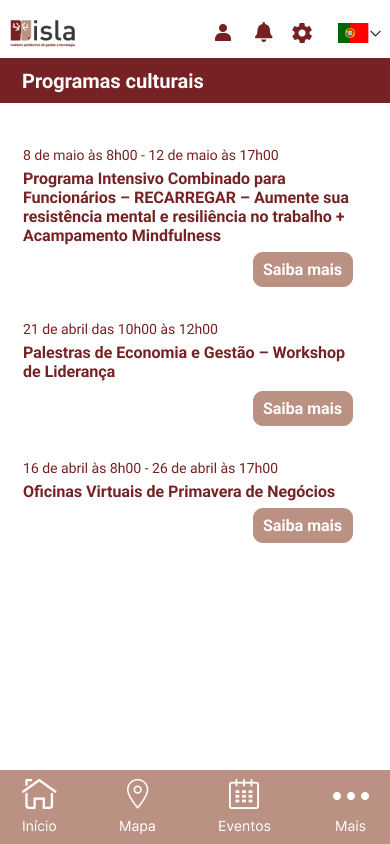 isla
instituto politécnico de gestão e tecnologia
Programas culturais
8 de maio às 8h00 - 12 de maio às 17h00
Programa Intensivo Combinado para
Funcionários – RECARREGAR – Aumente sua
resistência mental e resiliência no trabalho +
Acampamento Mindfulness
Saiba mais
21 de abril das 10h00 às 12h00
Palestras de Economia e Gestão – Workshop
de Liderança
Saiba mais
16 de abril às 8h00 - 26 de abril às 17h00
Oficinas Virtuais de Primavera de Negócios
Saiba mais
Início
Mapa
Eventos
Mais